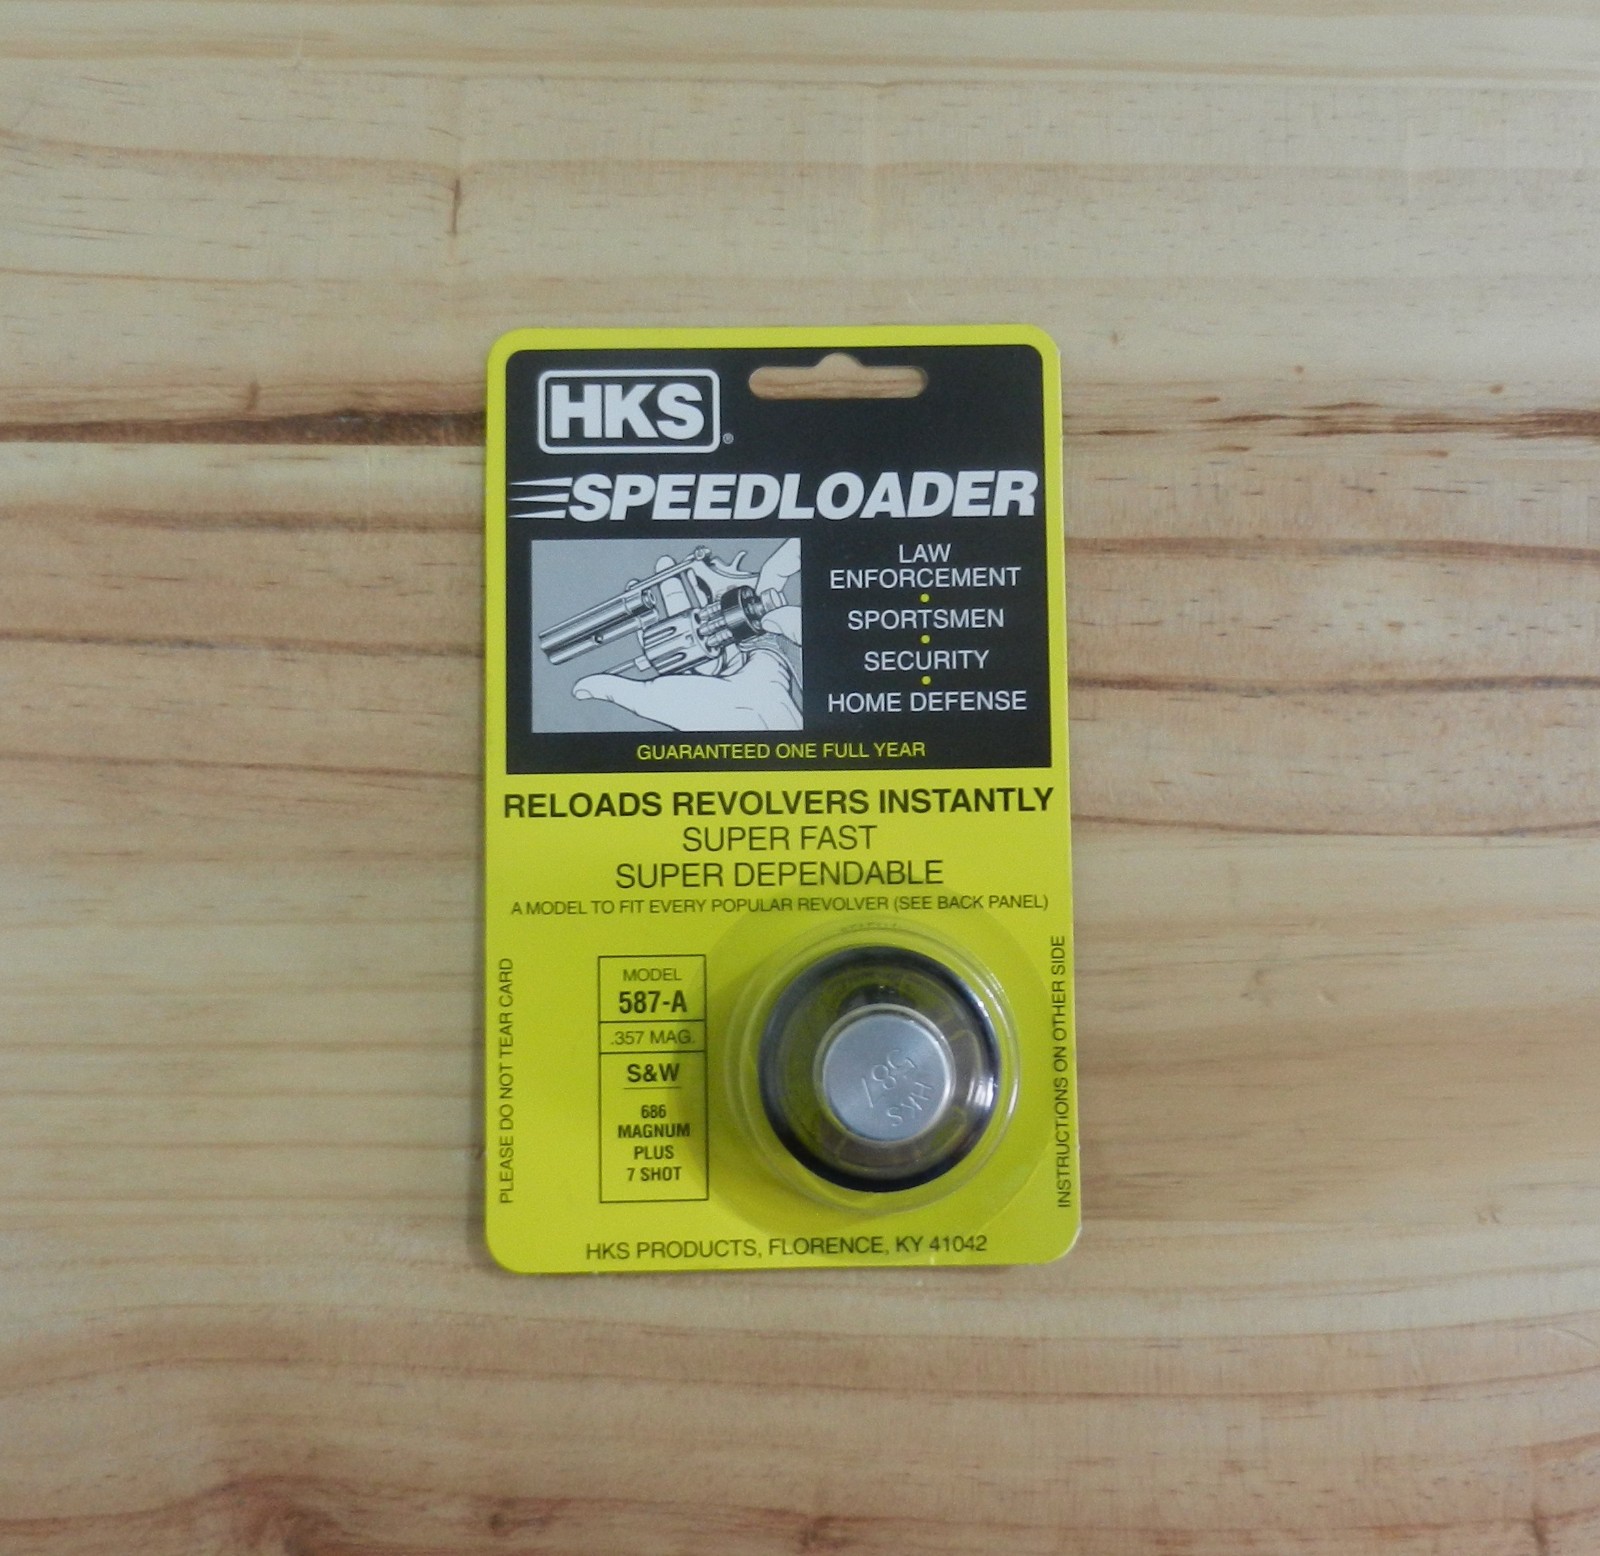 HKS®
SPEEDLOADER
LAW
ENFORCEMENT
•
SPORTSMEN
•
SECURITY
•
HOME DEFENSE
GUARANTEED ONE FULL YEAR
RELOADS REVOLVERS INSTANTLY
SUPER FAST
SUPER DEPENDABLE
A MODEL TO FIT EVERY POPULAR REVOLVER (SEE BACK PANEL)
PLEASE DO NOT TEAR CARD
MODEL
587-A
.357 MAG.
S&W
686
MAGNUM
PLUS
7 SHOT
587
HKS
INSTRUCTIONS ON OTHER SIDE
HKS PRODUCTS, FLORENCE, KY 41042